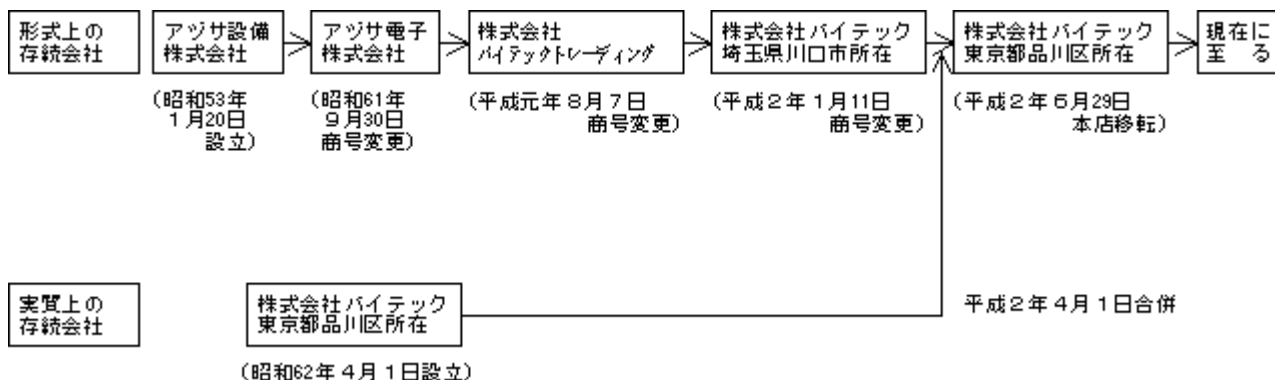 形式上の
存続会社
アヅサ設備
株式会社
アヅサ電子
株式会社
株式会社
バイテックトレーディング
株式会社バイテック
埼玉県川口市所在
株式会社バイテック
東京都品川区所在
現在に
至る
(昭和53年
1月20日
設立)
(昭和61年
9月30日
商号変更)
(平成元年8月7日
商号変更)
(平成2年1月11日
商号変更)
(平成2年6月29日
本店移転)
実質上の
存続会社
株式会社バイテック
東京都品川区所在
平成2年4月1日合併
(昭和62年4月1日設立)